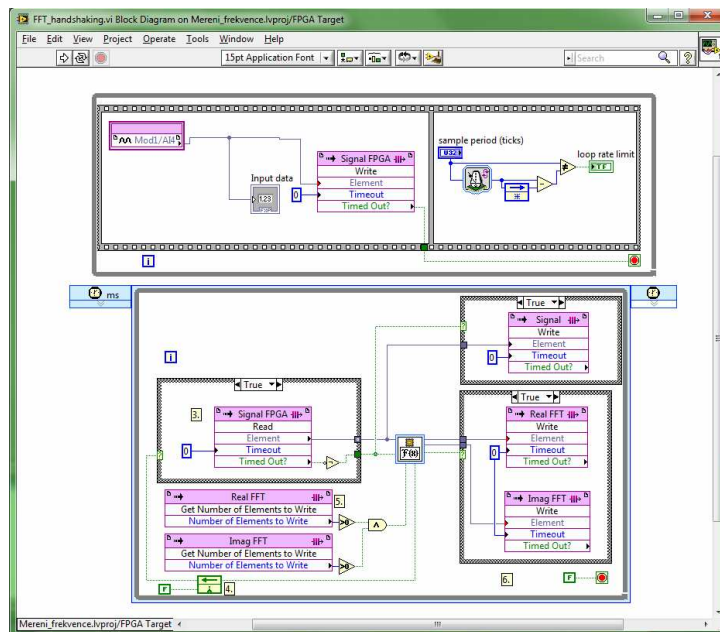 FFT_handshaking.vi Block Diagram on Mereni_frekvence.lvproj/FPGA Target
File Edit View Project Operate Tools Window Help
15pt Application Font
Search
Mod1/AI4
Input data
1.23
0
Signal FPGA
Write
Element
Timeout
Timed Out?
sample period (ticks)
U32
loop rate limit
TF
i
ms
i
True
3.
Signal FPGA
Read
Element
0
Timeout
Timed Out?
True
Signal
Write
Element
0
Timeout
Timed Out?
True
Real FFT
Write
Element
0
Timeout
Timed Out?
Imag FFT
Write
Element
Timeout
Timed Out?
Real FFT
5.
Get Number of Elements to Write
Number of Elements to Write
Imag FFT
Get Number of Elements to Write
Number of Elements to Write
F
4.
6.
F
Mereni_frekvence.lvproj/FPGA Target